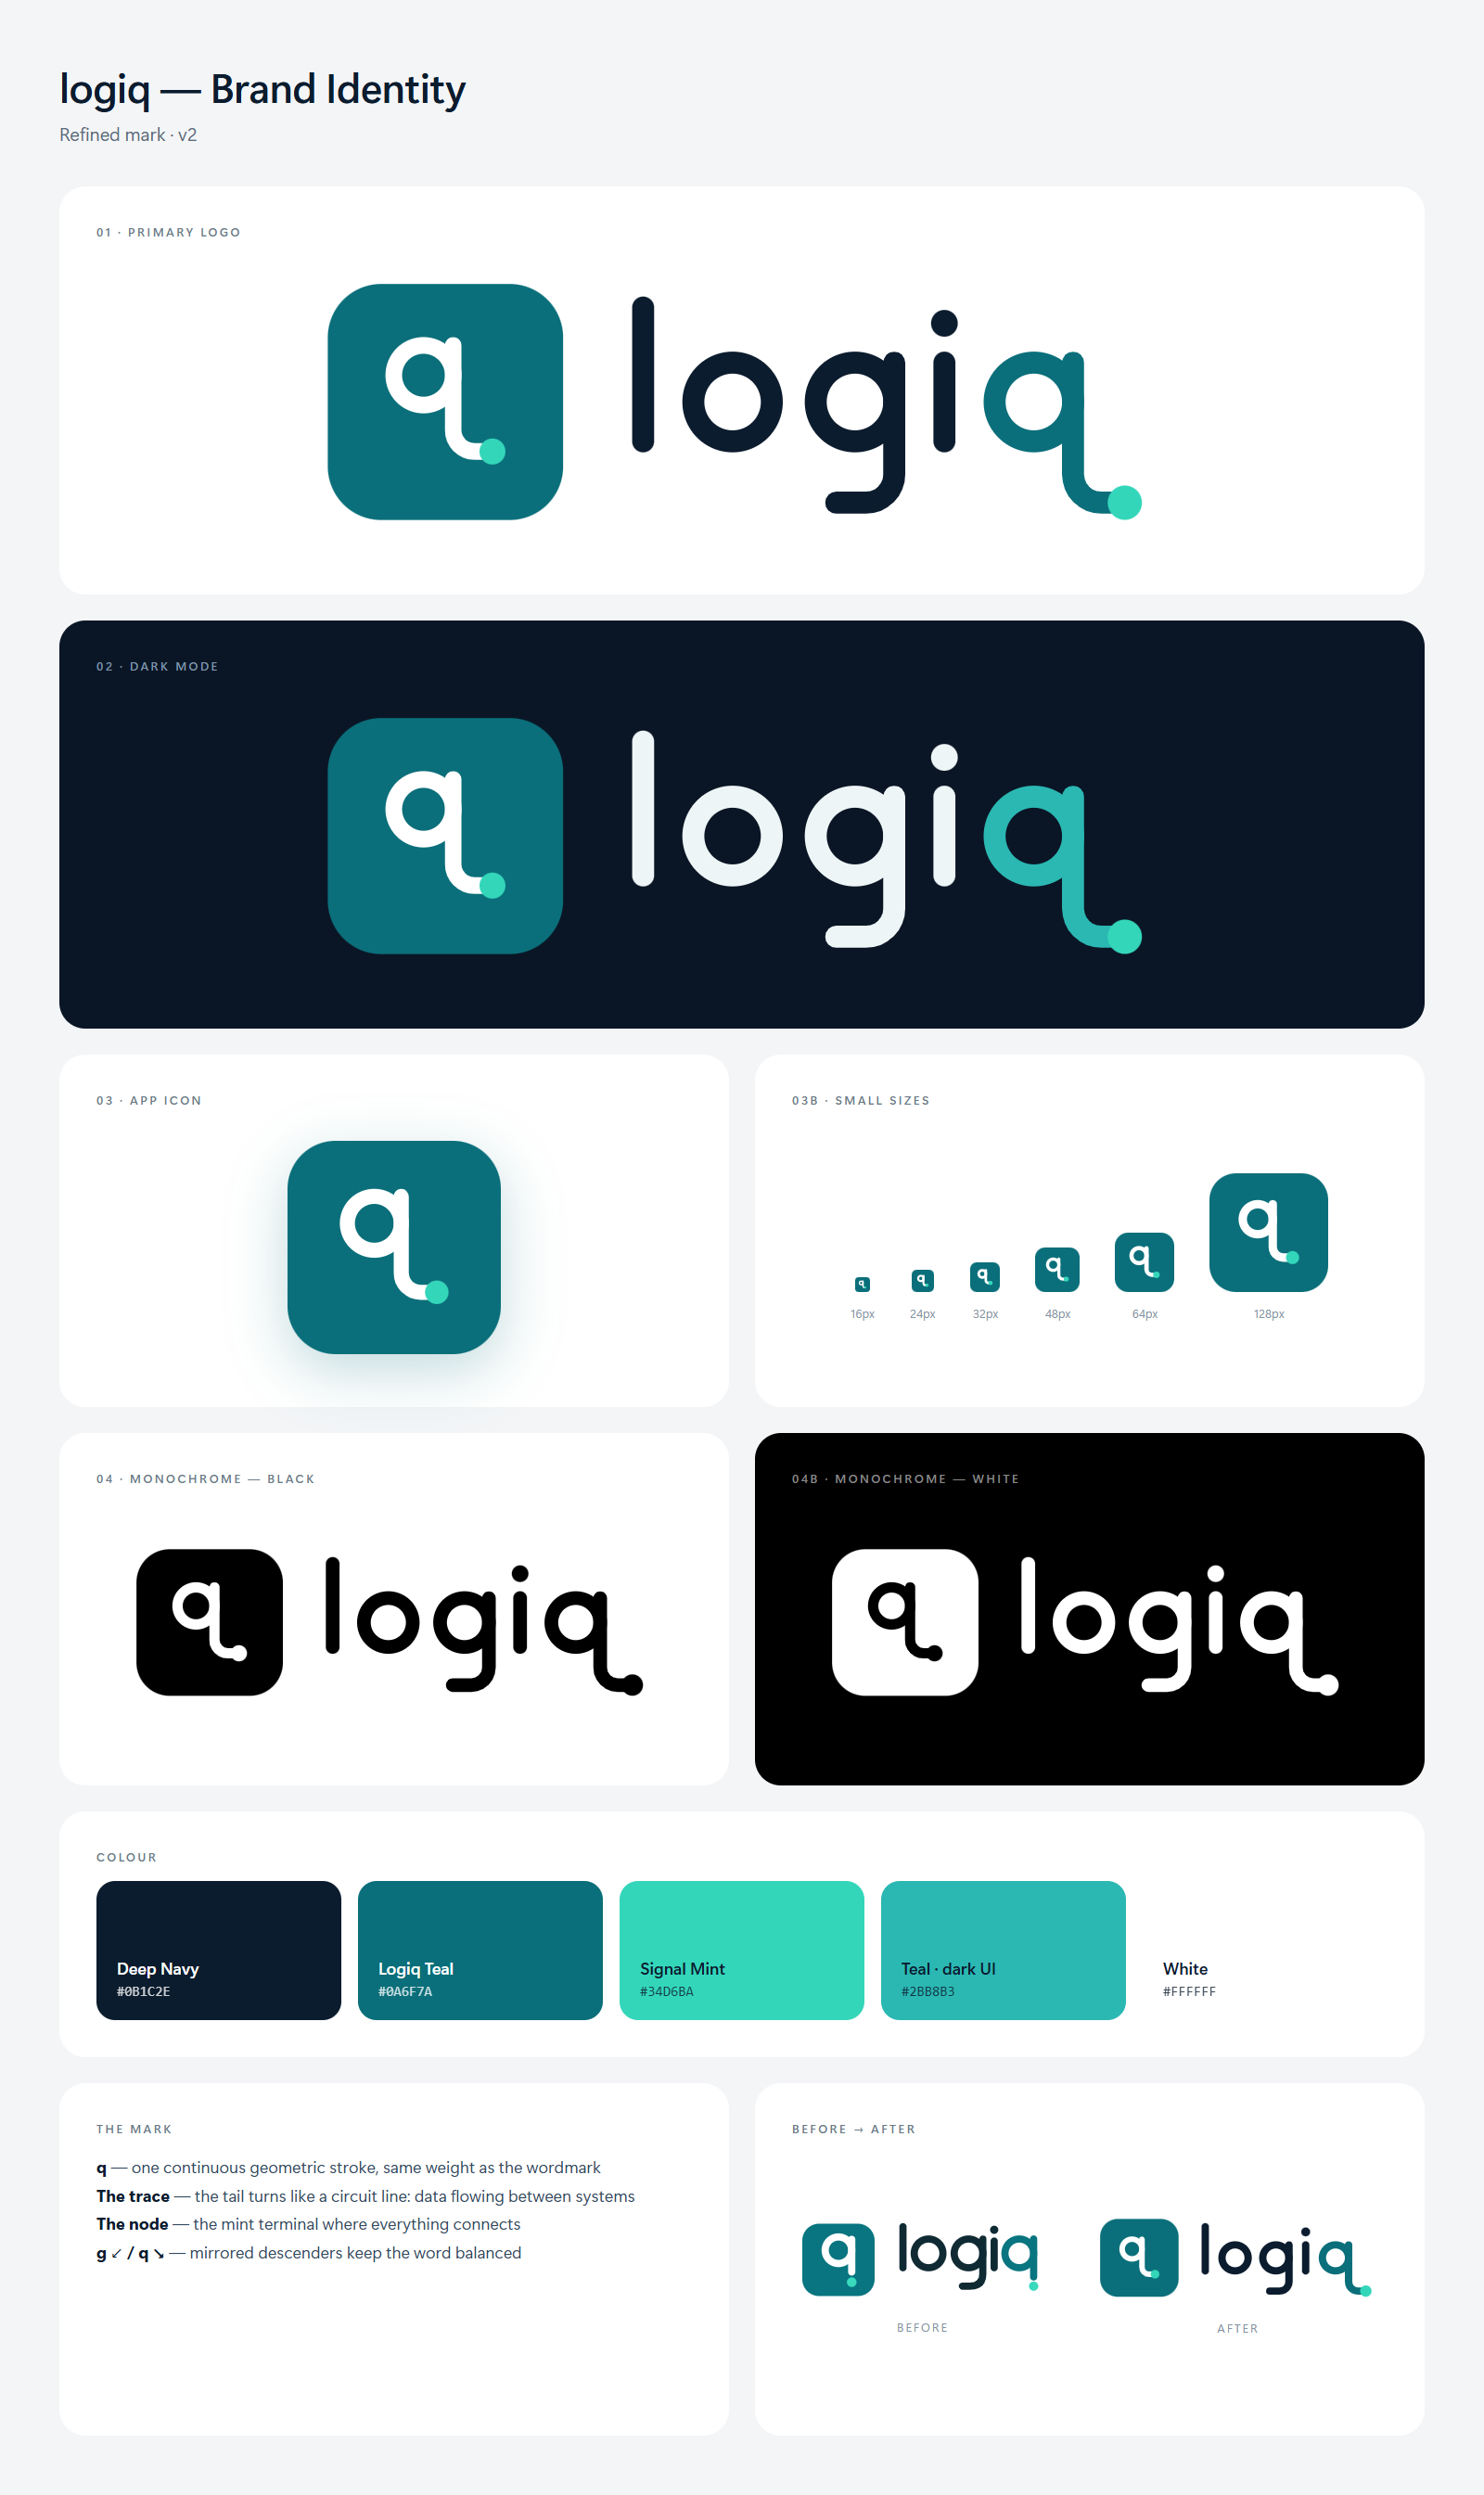 logiq — Brand Identity
Refined mark · v2
01 · PRIMARY LOGO
q
logiq
02 · DARK MODE
q
logiq
03 · APP ICON
q
03B · SMALL SIZES
q q q q q q
16px 24px 32px 48px 64px 128px
04 · MONOCHROME — BLACK
q
logiq
04B · MONOCHROME — WHITE
q
logiq
COLOUR
Deep Navy
#0B1C2E
Logiq Teal
#0A6F7A
Signal Mint
#34D6BA
Teal · dark UI
#2BB8B3
White
#FFFFFF
THE MARK
q — one continuous geometric stroke, same weight as the wordmark
The trace — the tail turns like a circuit line: data flowing between systems
The node — the mint terminal where everything connects
g ↙ / q ↘ — mirrored descenders keep the word balanced
BEFORE → AFTER
q logiq
BEFORE
q logiq
AFTER